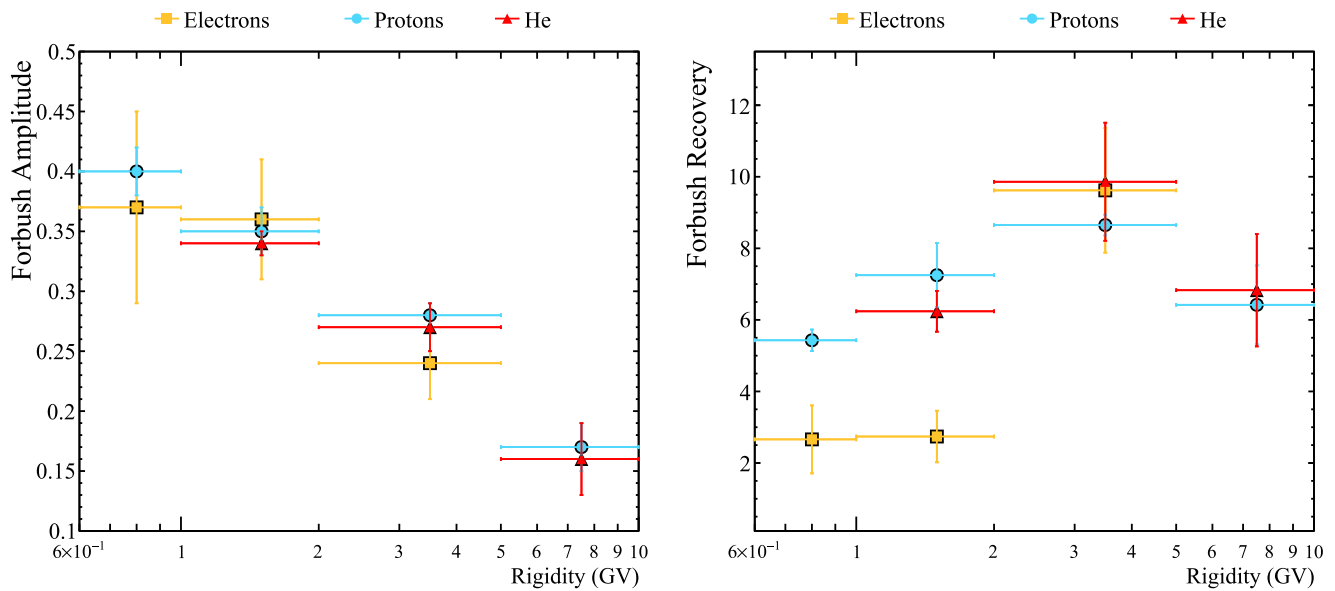 Electrons Protons He
Forbush Amplitude
0.5
0.45
0.4
0.35
0.3
0.25
0.2
0.15
0.1
6×10⁻¹ 1 2 3 4 5 6 7 8 9 10
Rigidity (GV)
Electrons Protons He
Forbush Recovery
12
10
8
6
4
2
6×10⁻¹ 1 2 3 4 5 6 7 8 9 10
Rigidity (GV)